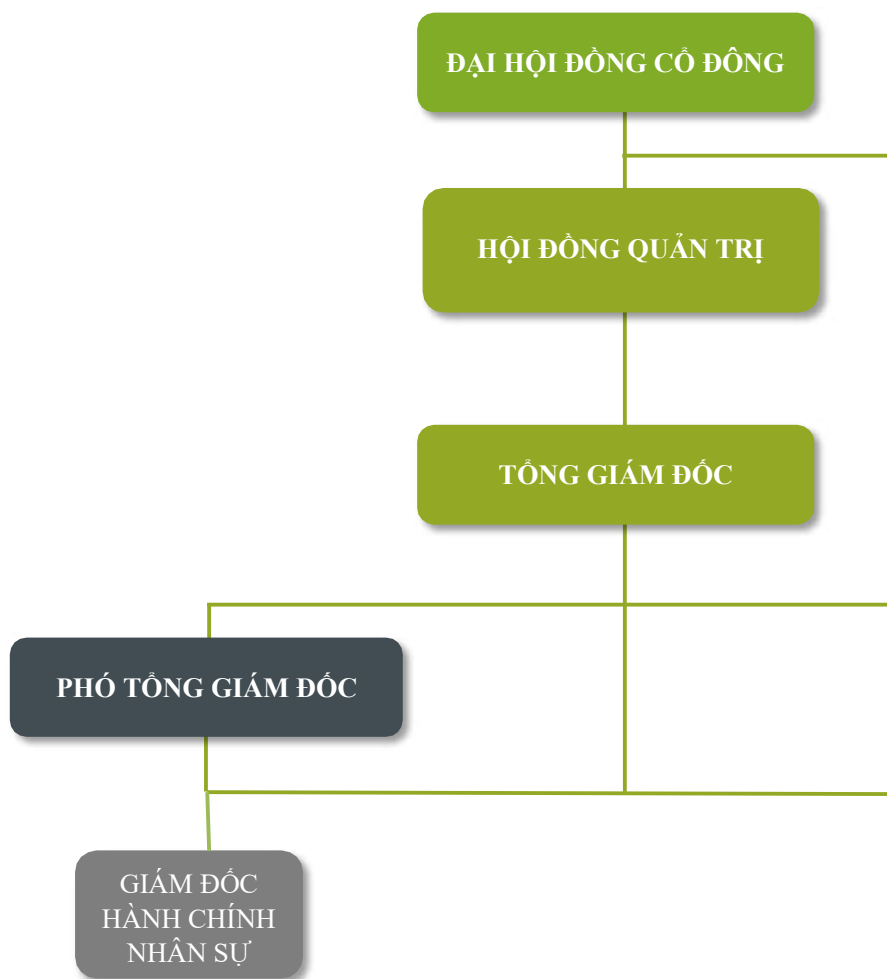 ĐẠI HỘI ĐỒNG CỔ ĐÔNG
HỘI ĐỒNG QUẢN TRỊ
TỔNG GIÁM ĐỐC
PHÓ TỔNG GIÁM ĐỐC
GIÁM ĐỐC
HÀNH CHÍNH
NHÂN SỰ